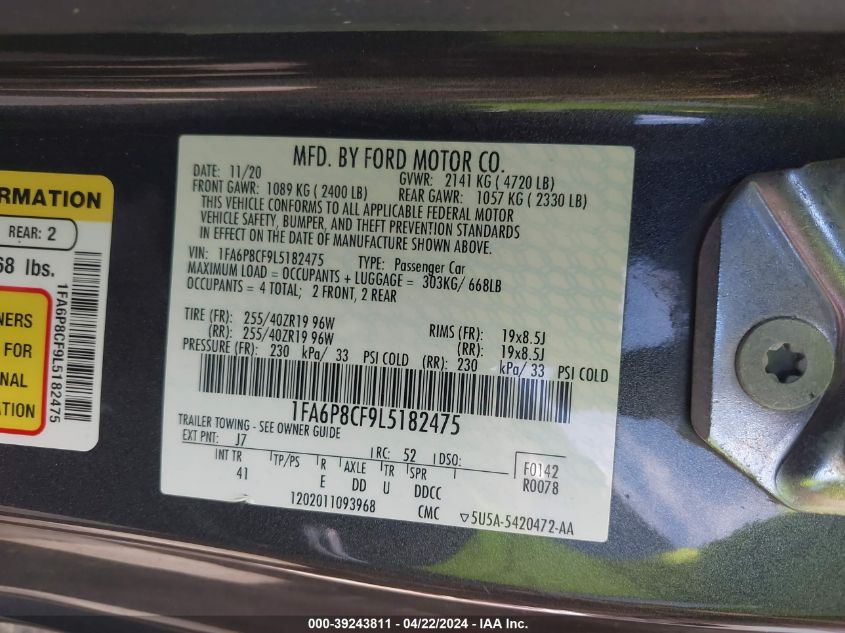 RMATION
REAR: 2
68 lbs.
NERS
FOR
NAL
1FA6P8CF9L5182475
MFD. BY FORD MOTOR CO.
DATE: 11/20 GVWR: 2141 KG ( 4720 LB)
FRONT GAWR: 1089 KG ( 2400 LB) REAR GAWR: 1057 KG ( 2330 LB)
THIS VEHICLE CONFORMS TO ALL APPLICABLE FEDERAL MOTOR
VEHICLE SAFETY, BUMPER, AND THEFT PREVENTION STANDARDS
IN EFFECT ON THE DATE OF MANUFACTURE SHOWN ABOVE.
VIN: 1FA6P8CF9L5182475 TYPE: Passenger Car
MAXIMUM LOAD = OCCUPANTS + LUGGAGE = 303KG/ 668LB
OCCUPANTS = 4 TOTAL; 2 FRONT, 2 REAR
TIRE (FR): 255/40ZR19 96W RIMS (FR): 19x8.5J
(RR): 255/40ZR19 96W (RR): 19x8.5J
PRESSURE (FR): 230 kPa/ 33 PSI COLD (RR): 230 kPa/ 33 PSI COLD
1FA6P8CF9L5182475
TRAILER TOWING - SEE OWNER GUIDE
EXT PNT: J7 RC: 52 DSO: F0142
INT TR TP/PS R AXLE TR SPR R0078
41 E DD U DDCC
1202011093968 CMC ▽5U5A-5420472-AA
000-39243811 - 04/22/2024 - IAA Inc.